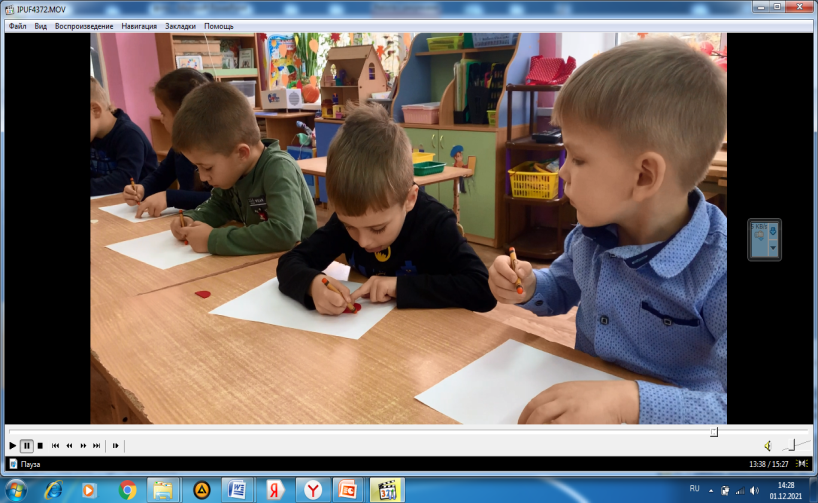 IPUF4372.MOV
Файл Вид Воспроизведение Навигация Закладки Помощь
Пауза
13:38 / 15:27
RU
14:28
01.12.2021